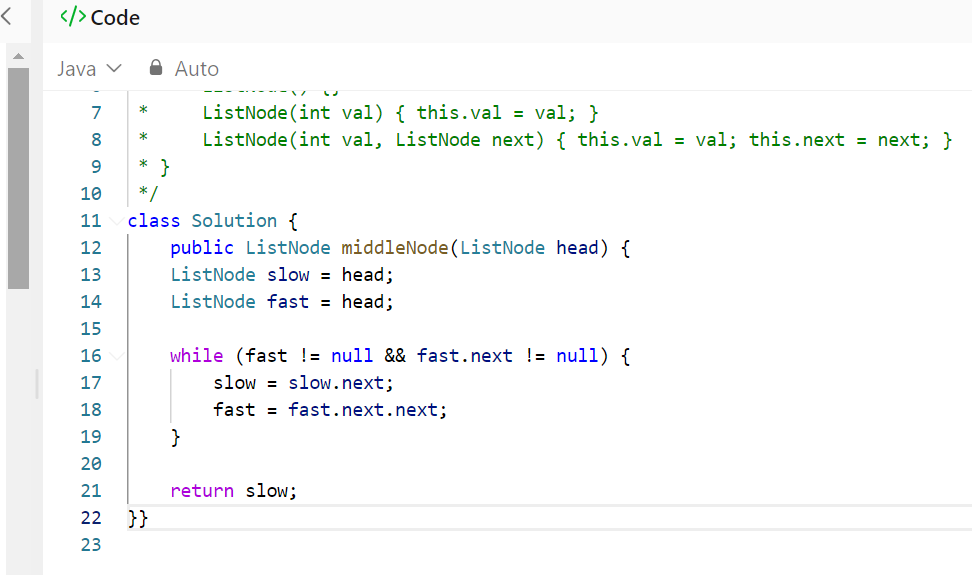 </> Code
Java Auto
7 * ListNode(int val) { this.val = val; }
8 * ListNode(int val, ListNode next) { this.val = val; this.next = next; }
9 * }
10 */
11 class Solution {
12 public ListNode middleNode(ListNode head) {
13 ListNode slow = head;
14 ListNode fast = head;
15
16 while (fast != null && fast.next != null) {
17 slow = slow.next;
18 fast = fast.next.next;
19 }
20
21 return slow;
22 }}
23